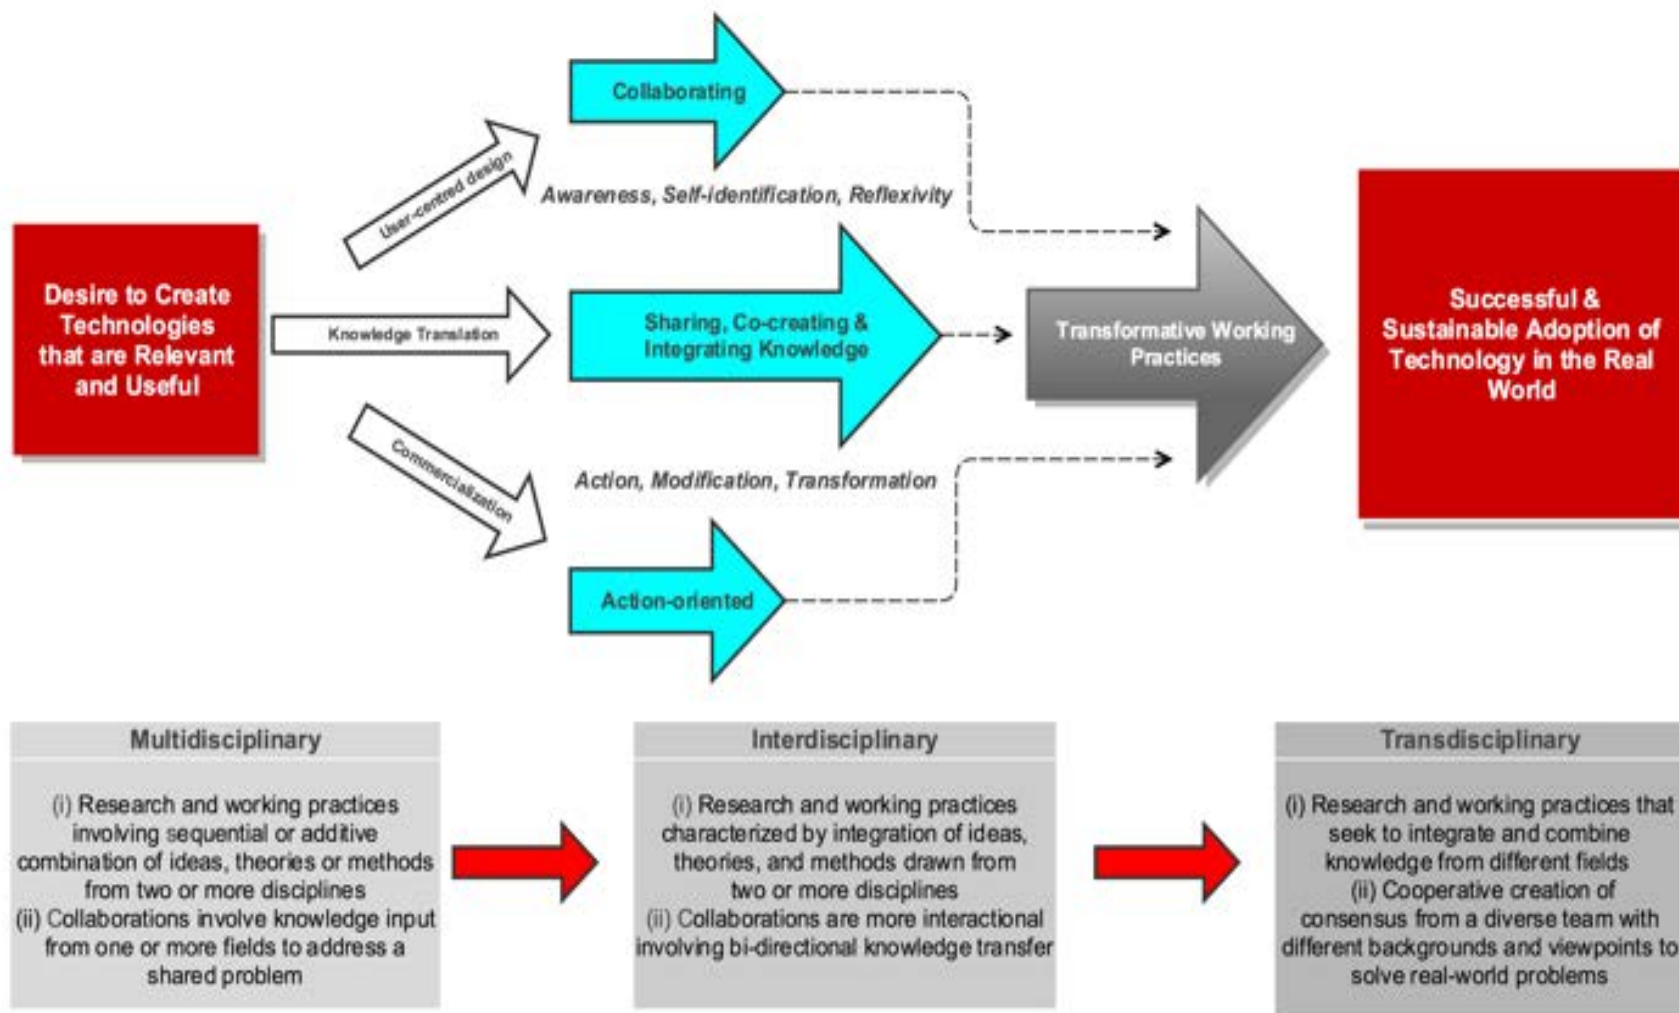 Collaborating
User-centred design
Awareness, Self-identification, Reflexivity
Desire to Create
Technologies
that are Relevant
and Useful
Knowledge Translation
Sharing, Co-creating &
Integrating Knowledge
Transformative Working
Practices
Successful &
Sustainable Adoption of
Technology in the Real
World
Commercialization
Action, Modification, Transformation
Action-oriented
Multidisciplinary
(i) Research and working practices
involving sequential or additive
combination of ideas, theories or methods
from two or more disciplines
(ii) Collaborations involve knowledge input
from one or more fields to address a
shared problem
Interdisciplinary
(i) Research and working practices
characterized by integration of ideas,
theories, and methods drawn from
two or more disciplines
(ii) Collaborations are more interactional
involving bi-directional knowledge transfer
Transdisciplinary
(i) Research and working practices that
seek to integrate and combine
knowledge from different fields
(ii) Cooperative creation of
consensus from a diverse team with
different backgrounds and viewpoints to
solve real-world problems